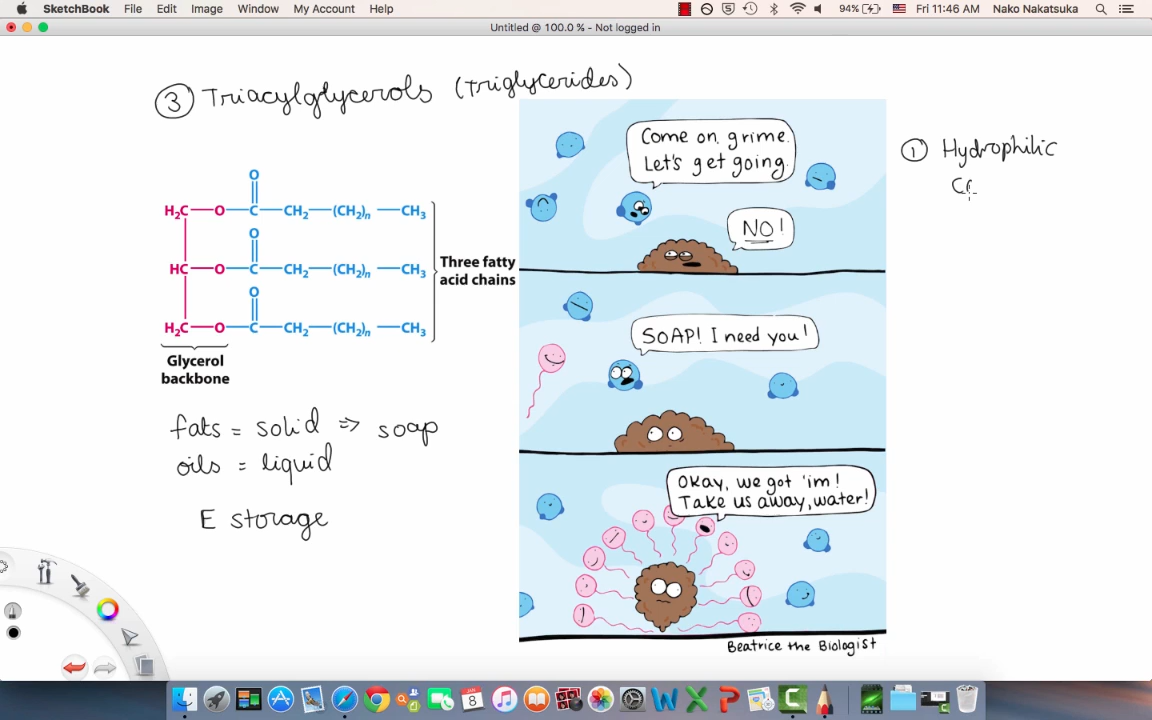 SketchBook File Edit Image Window My Account Help 94% Fri 11:46 AM Nako Nakatsuka
Untitled @ 100.0 % - Not logged in
③ Triacylglycerols (Triglycerides)
O
H₂C—O—C—CH₂—(CH₂)ₙ—CH₃
O
HC—O—C—CH₂—(CH₂)ₙ—CH₃
O
H₂C—O—C—CH₂—(CH₂)ₙ—CH₃
Three fatty
acid chains
Glycerol
backbone
fats = solid => soap
oils = liquid
E storage
Come on, grime.
Let's get going.
NO!
SOAP! I need you!
Okay, we got 'im!
Take us away, water!
Beatrice the Biologist
① Hydrophilic
JAN
8